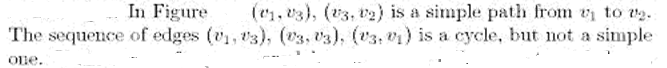 In Figure (v₁, v₃), (v₃, v₂) is a simple path from v₁ to v₂.
The sequence of edges (v₁, v₃), (v₃, v₃), (v₃, v₁) is a cycle, but not a simple
one.